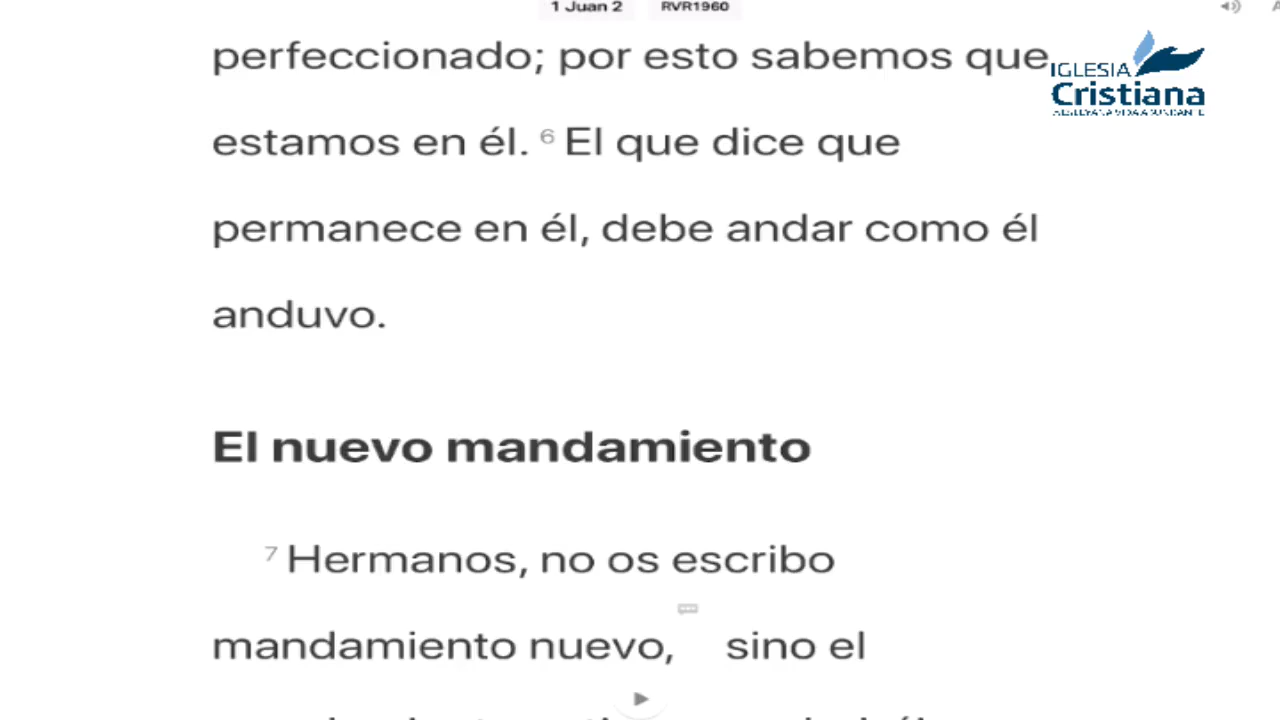 1 Juan 2 RVR1960
perfeccionado; por esto sabemos que
IGLESIA
Cristiana
estamos en él. 6 El que dice que
permanece en él, debe andar como él
anduvo.
El nuevo mandamiento
7 Hermanos, no os escribo
mandamiento nuevo, sino el